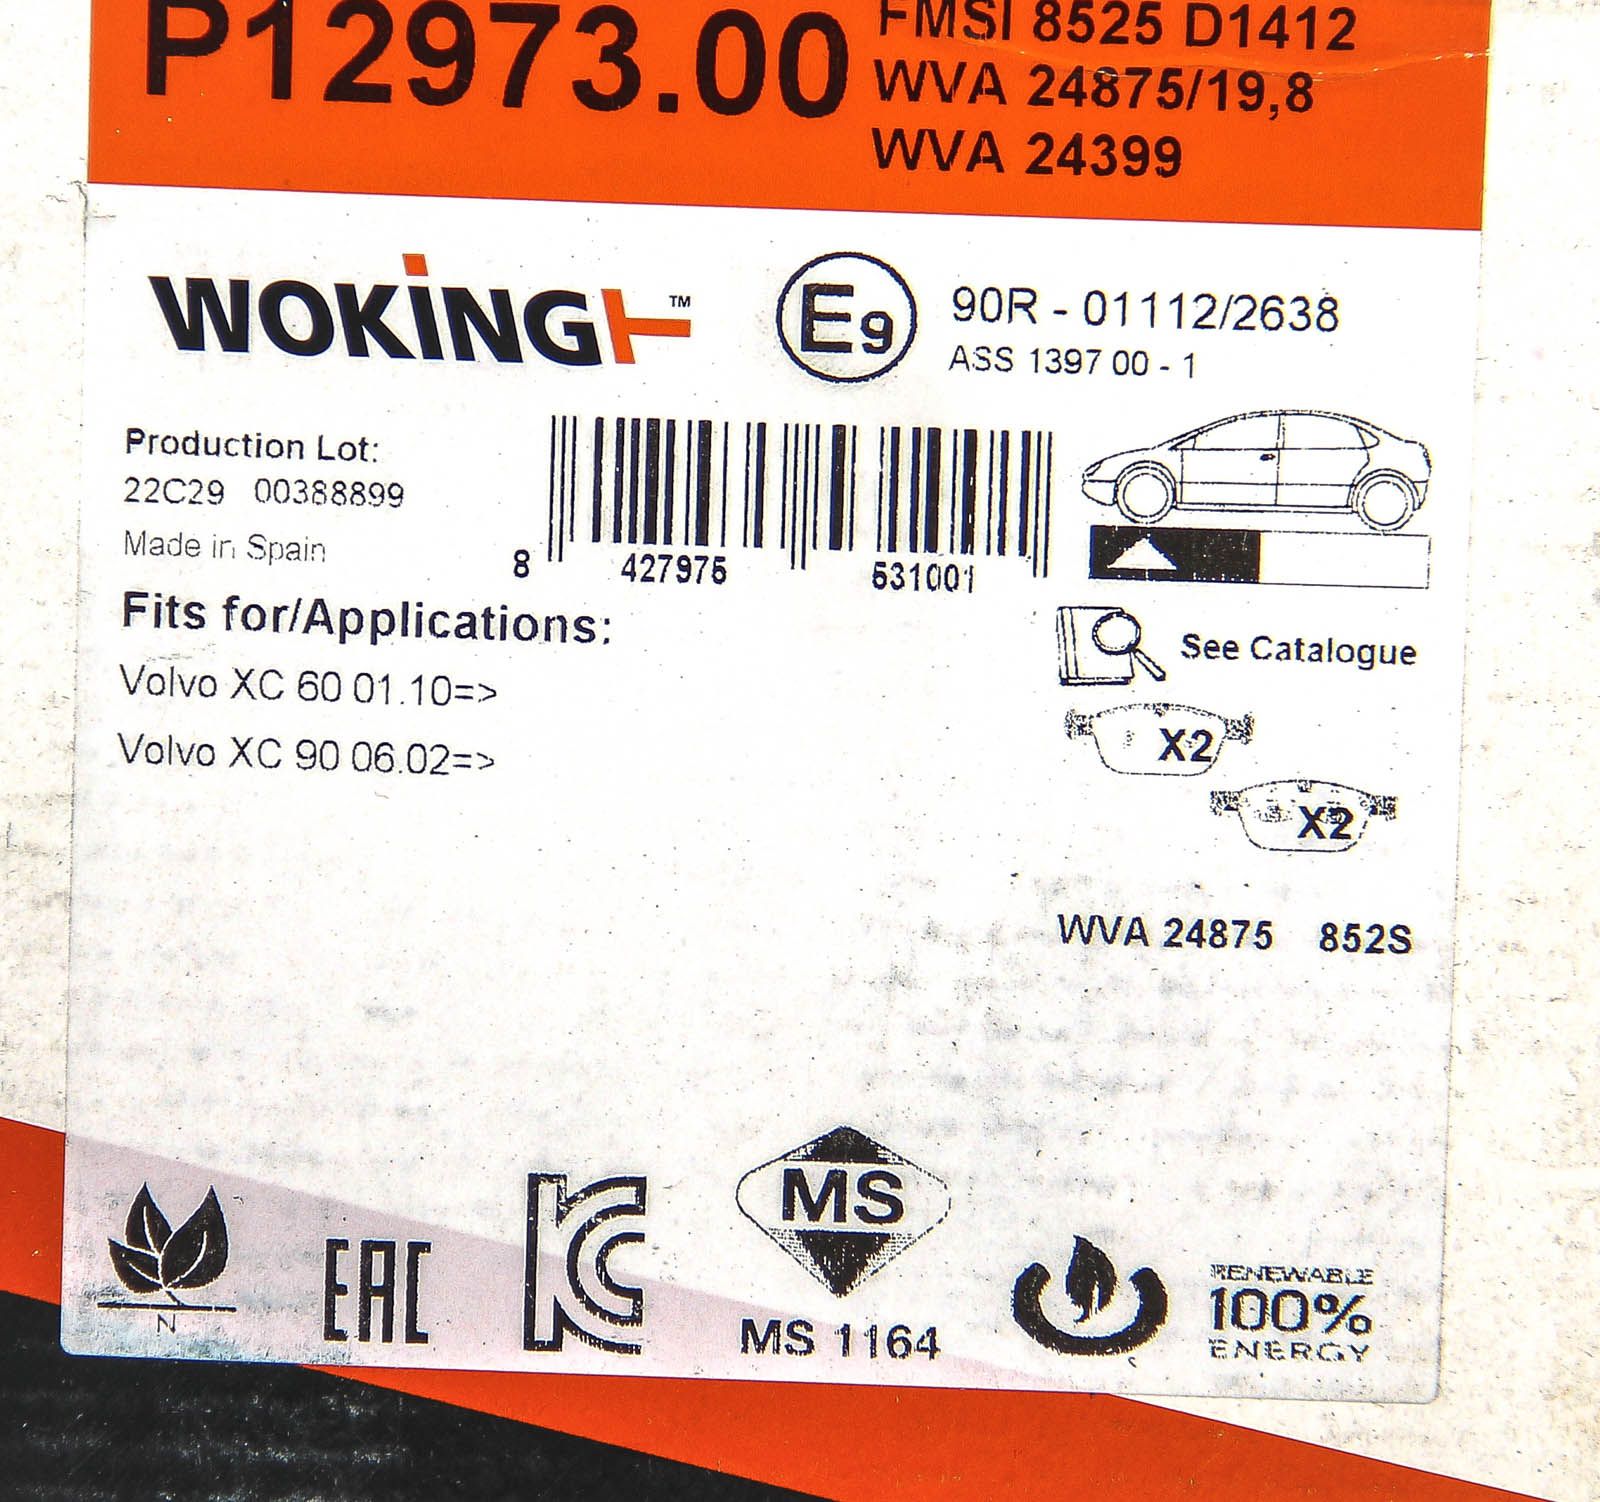 P12973.00
FMSI 8525 D1412
WVA 24875/19,8
WVA 24399
WOKING™
E9
90R - 01112/2638
ASS 1397 00 - 1
Production Lot:
22C29 00388899
Made in Spain
8 427975 531001
Fits for/Applications:
Volvo XC 60 01.10=>
Volvo XC 90 06.02=>
See Catalogue
X2
X2
WVA 24875 852S
N
EAC
KC
MS
MS 1164
RENEWABLE
100%
ENERGY